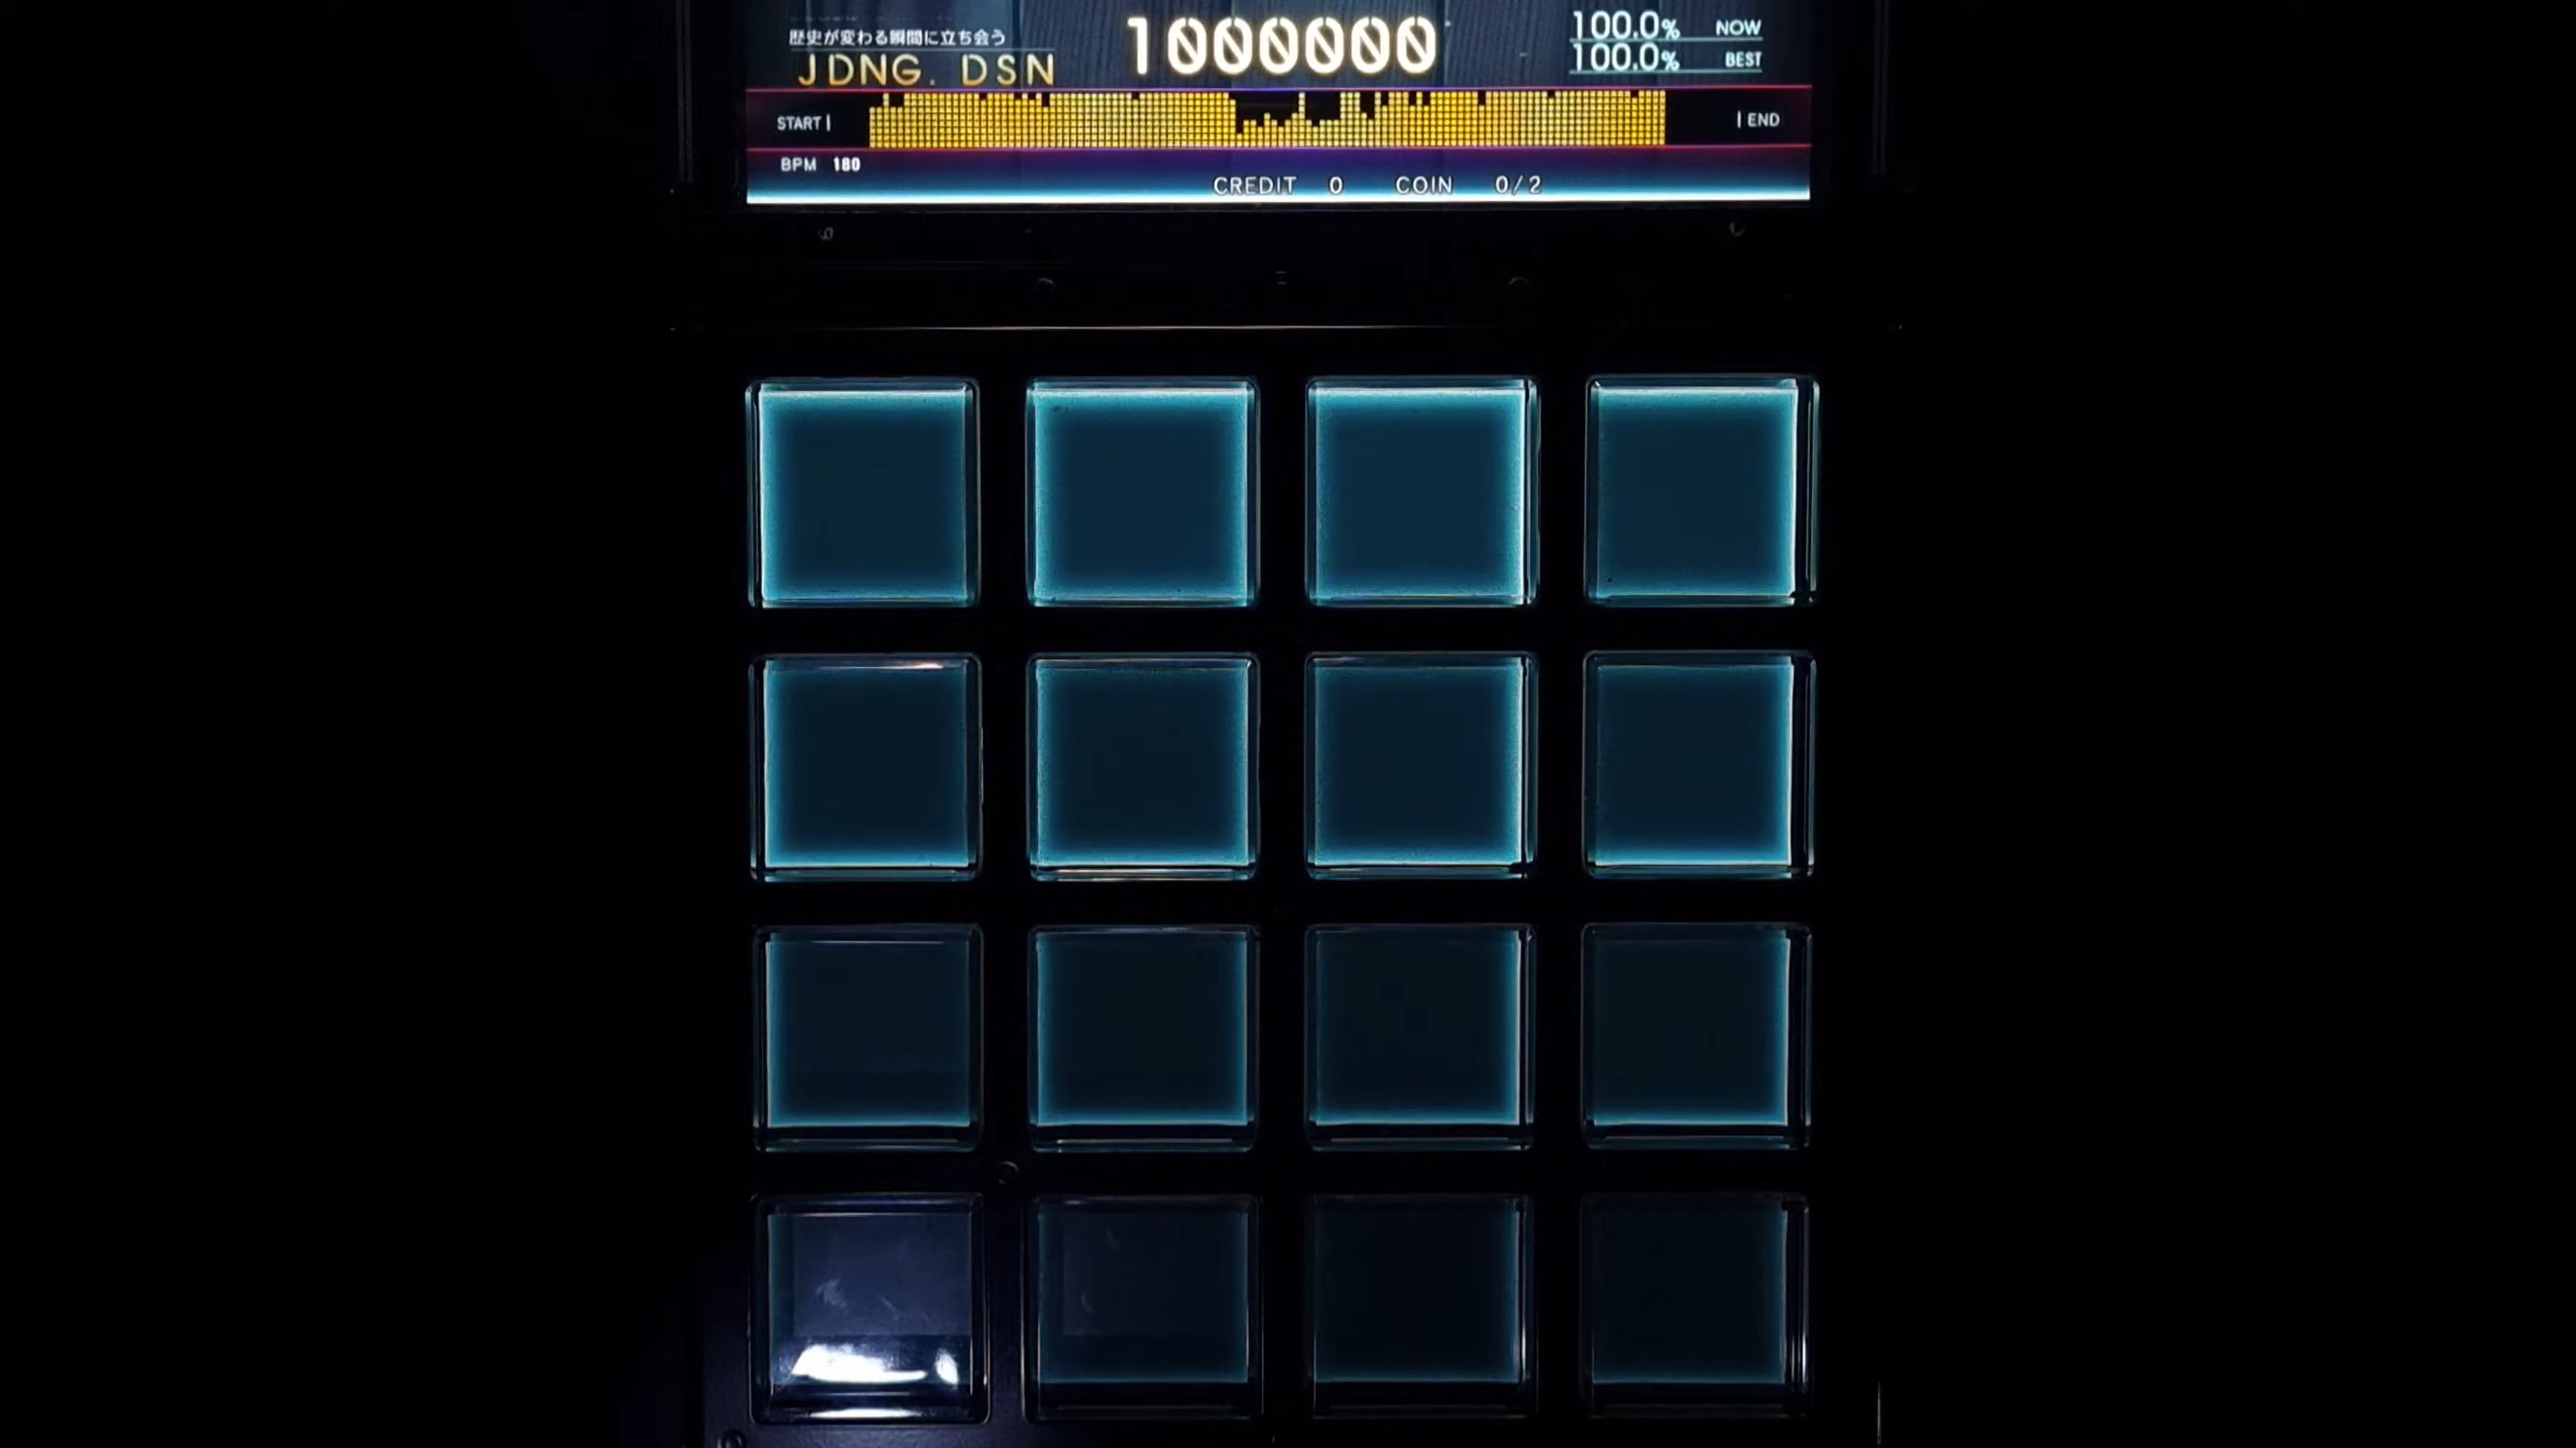 歴史が変わる瞬間に立ち会う
JDNG. DSN
1000000
100.0% NOW
100.0% BEST
START
END
BPM 180
CREDIT 0 COIN 0/2